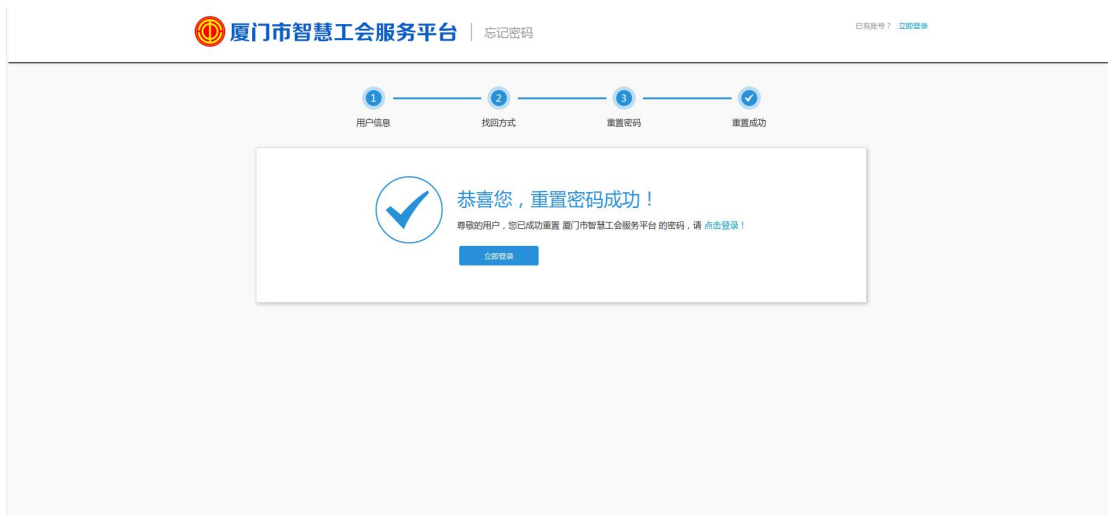 厦门市智慧工会服务平台 忘记密码 已有账号？ 立即登录
1 2 3
用户信息 找回方式 重置密码 重置成功
恭喜您，重置密码成功！
尊敬的用户，您已成功重置 厦门市智慧工会服务平台 的密码，请 点击登录！
立即登录